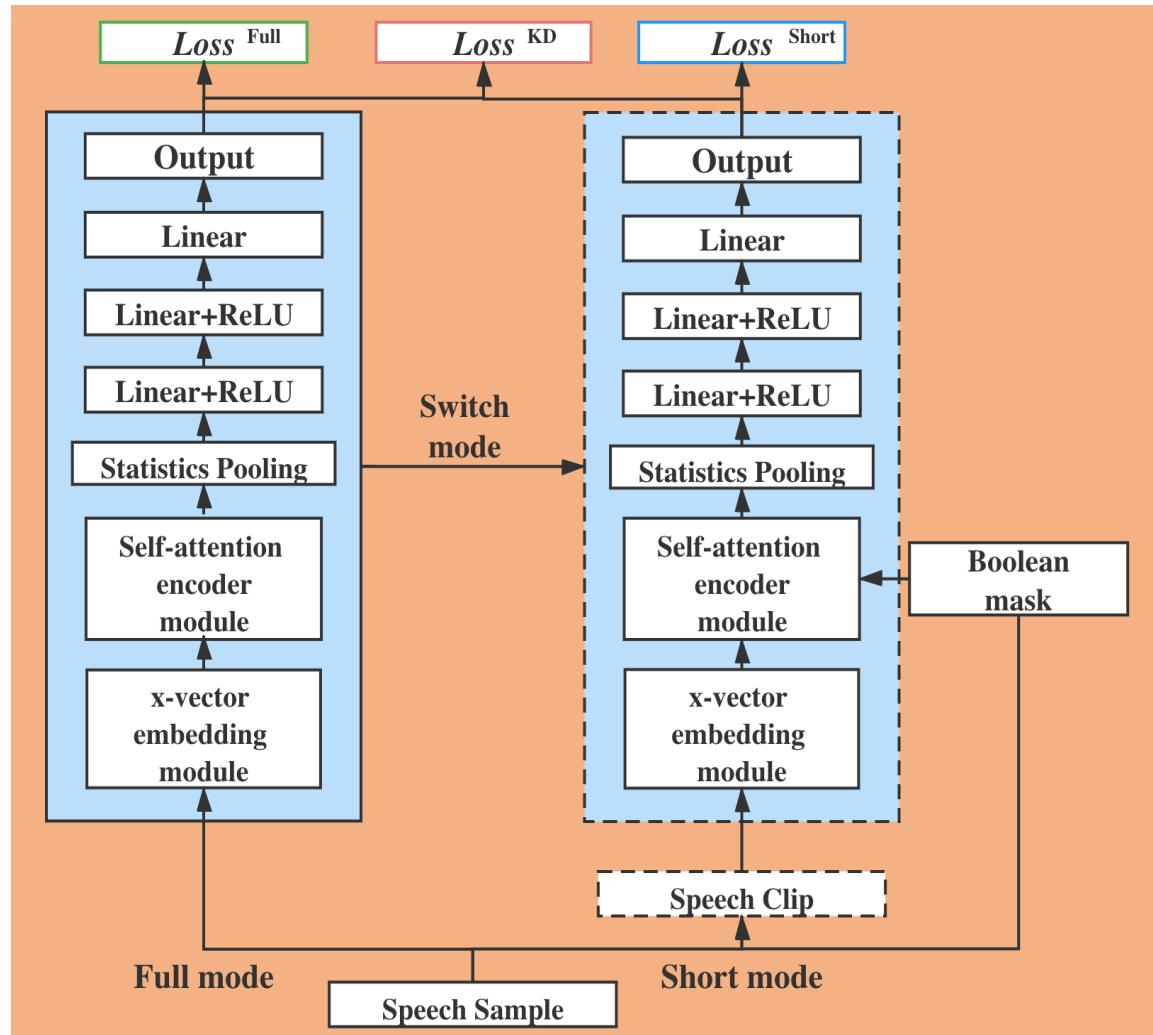 Loss Full
Loss KD
Loss Short
Output
Linear
Linear+ReLU
Linear+ReLU
Statistics Pooling
Self-attention
encoder
module
x-vector
embedding
module
Switch
mode
Output
Linear
Linear+ReLU
Linear+ReLU
Statistics Pooling
Self-attention
encoder
module
x-vector
embedding
module
Boolean
mask
Speech Clip
Full mode
Short mode
Speech Sample